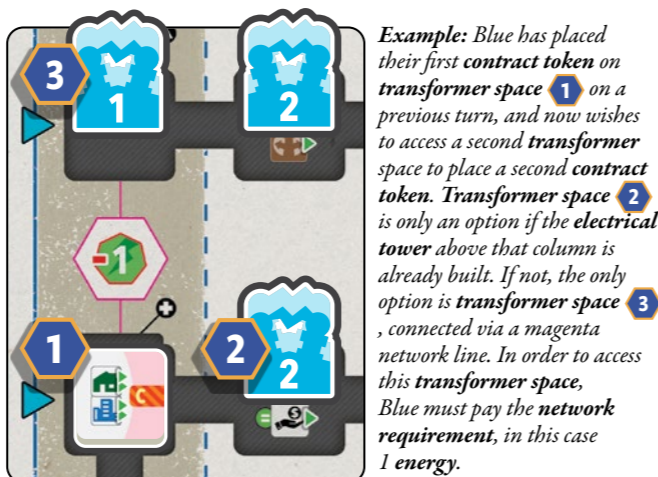 3
1
2
1
1
2
C
2
Example: Blue has placed
their first contract token on
transformer space 1 on a
previous turn, and now wishes
to access a second transformer
space to place a second contract
token. Transformer space 2
is only an option if the electrical
tower above that column is
already built. If not, the only
option is transformer space 3
, connected via a magenta
network line. In order to access
this transformer space,
Blue must pay the network
requirement, in this case
1 energy.